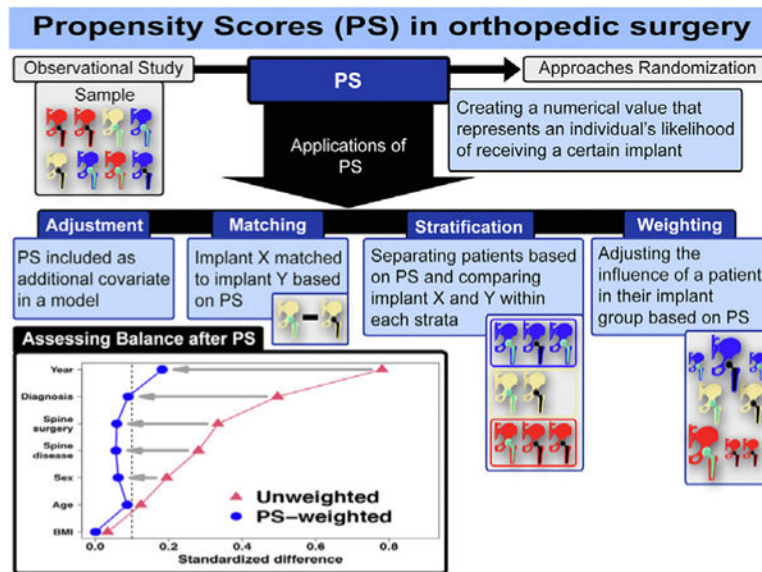 Propensity Scores (PS) in orthopedic surgery
Observational Study
PS
Approaches Randomization
Sample
Creating a numerical value that
represents an individual's likelihood
of receiving a certain implant
Applications of
PS
Adjustment
PS included as
additional covariate
in a model
Matching
Implant X matched
to implant Y based
on PS
Stratification
Separating patients based
on PS and comparing
implant X and Y within
each strata
Weighting
Adjusting the
influence of a patient
in their implant
group based on PS
Assessing Balance after PS
Year
Diagnosis
Spine
surgery
Spine
disease
Sex
Age
BMI
Unweighted
PS-weighted
0.0
0.2
0.4
0.6
0.8
Standardized difference